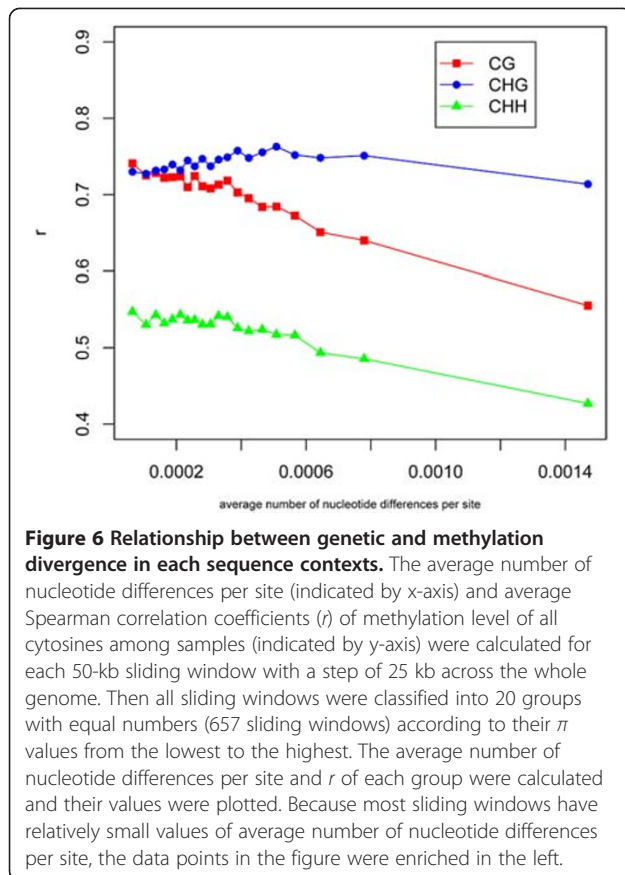 0.9
0.8
0.7
0.6
0.5
0.4
r
CG
CHG
CHH
0.0002
0.0006
0.0010
0.0014
average number of nucleotide differences per site
Figure 6 Relationship between genetic and methylation
divergence in each sequence contexts. The average number of
nucleotide differences per site (indicated by x-axis) and average
Spearman correlation coefficients (r) of methylation level of all
cytosines among samples (indicated by y-axis) were calculated for
each 50-kb sliding window with a step of 25 kb across the whole
genome. Then all sliding windows were classified into 20 groups
with equal numbers (657 sliding windows) according to their π
values from the lowest to the highest. The average number of
nucleotide differences per site and r of each group were calculated
and their values were plotted. Because most sliding windows have
relatively small values of average number of nucleotide differences
per site, the data points in the figure were enriched in the left.